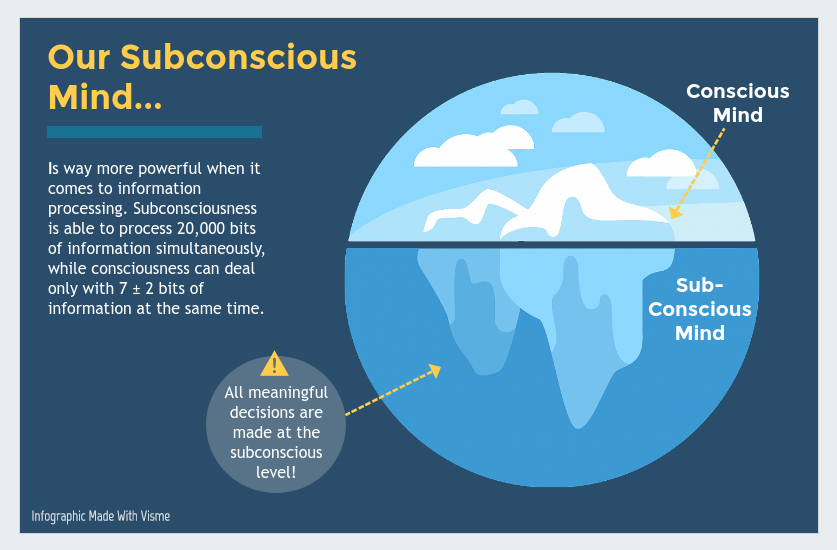 Our Subconscious
Mind...
Is way more powerful when it
comes to information
processing. Subconsciousness
is able to process 20,000 bits
of information simultaneously,
while consciousness can deal
only with 7 ± 2 bits of
information at the same time.
Conscious
Mind
Sub-
Conscious
Mind
!
All meaningful
decisions are
made at the
subconscious
level!
Infographic Made With Visme